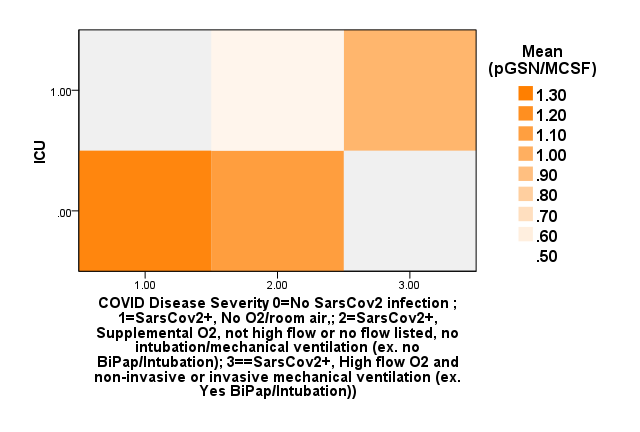 Mean
(pGSN/MCSF)
1.30
1.20
1.10
1.00
.90
.80
.70
.60
.50
ICU
1.00
.00
1.00
2.00
3.00
COVID Disease Severity 0=No SarsCov2 infection ;
1=SarsCov2+, No O2/room air,; 2=SarsCov2+,
Supplemental O2, not high flow or no flow listed, no
intubation/mechanical ventilation (ex. no
BiPap/Intubation); 3==SarsCov2+, High flow O2 and
non-invasive or invasive mechanical ventilation (ex.
Yes BiPap/Intubation))